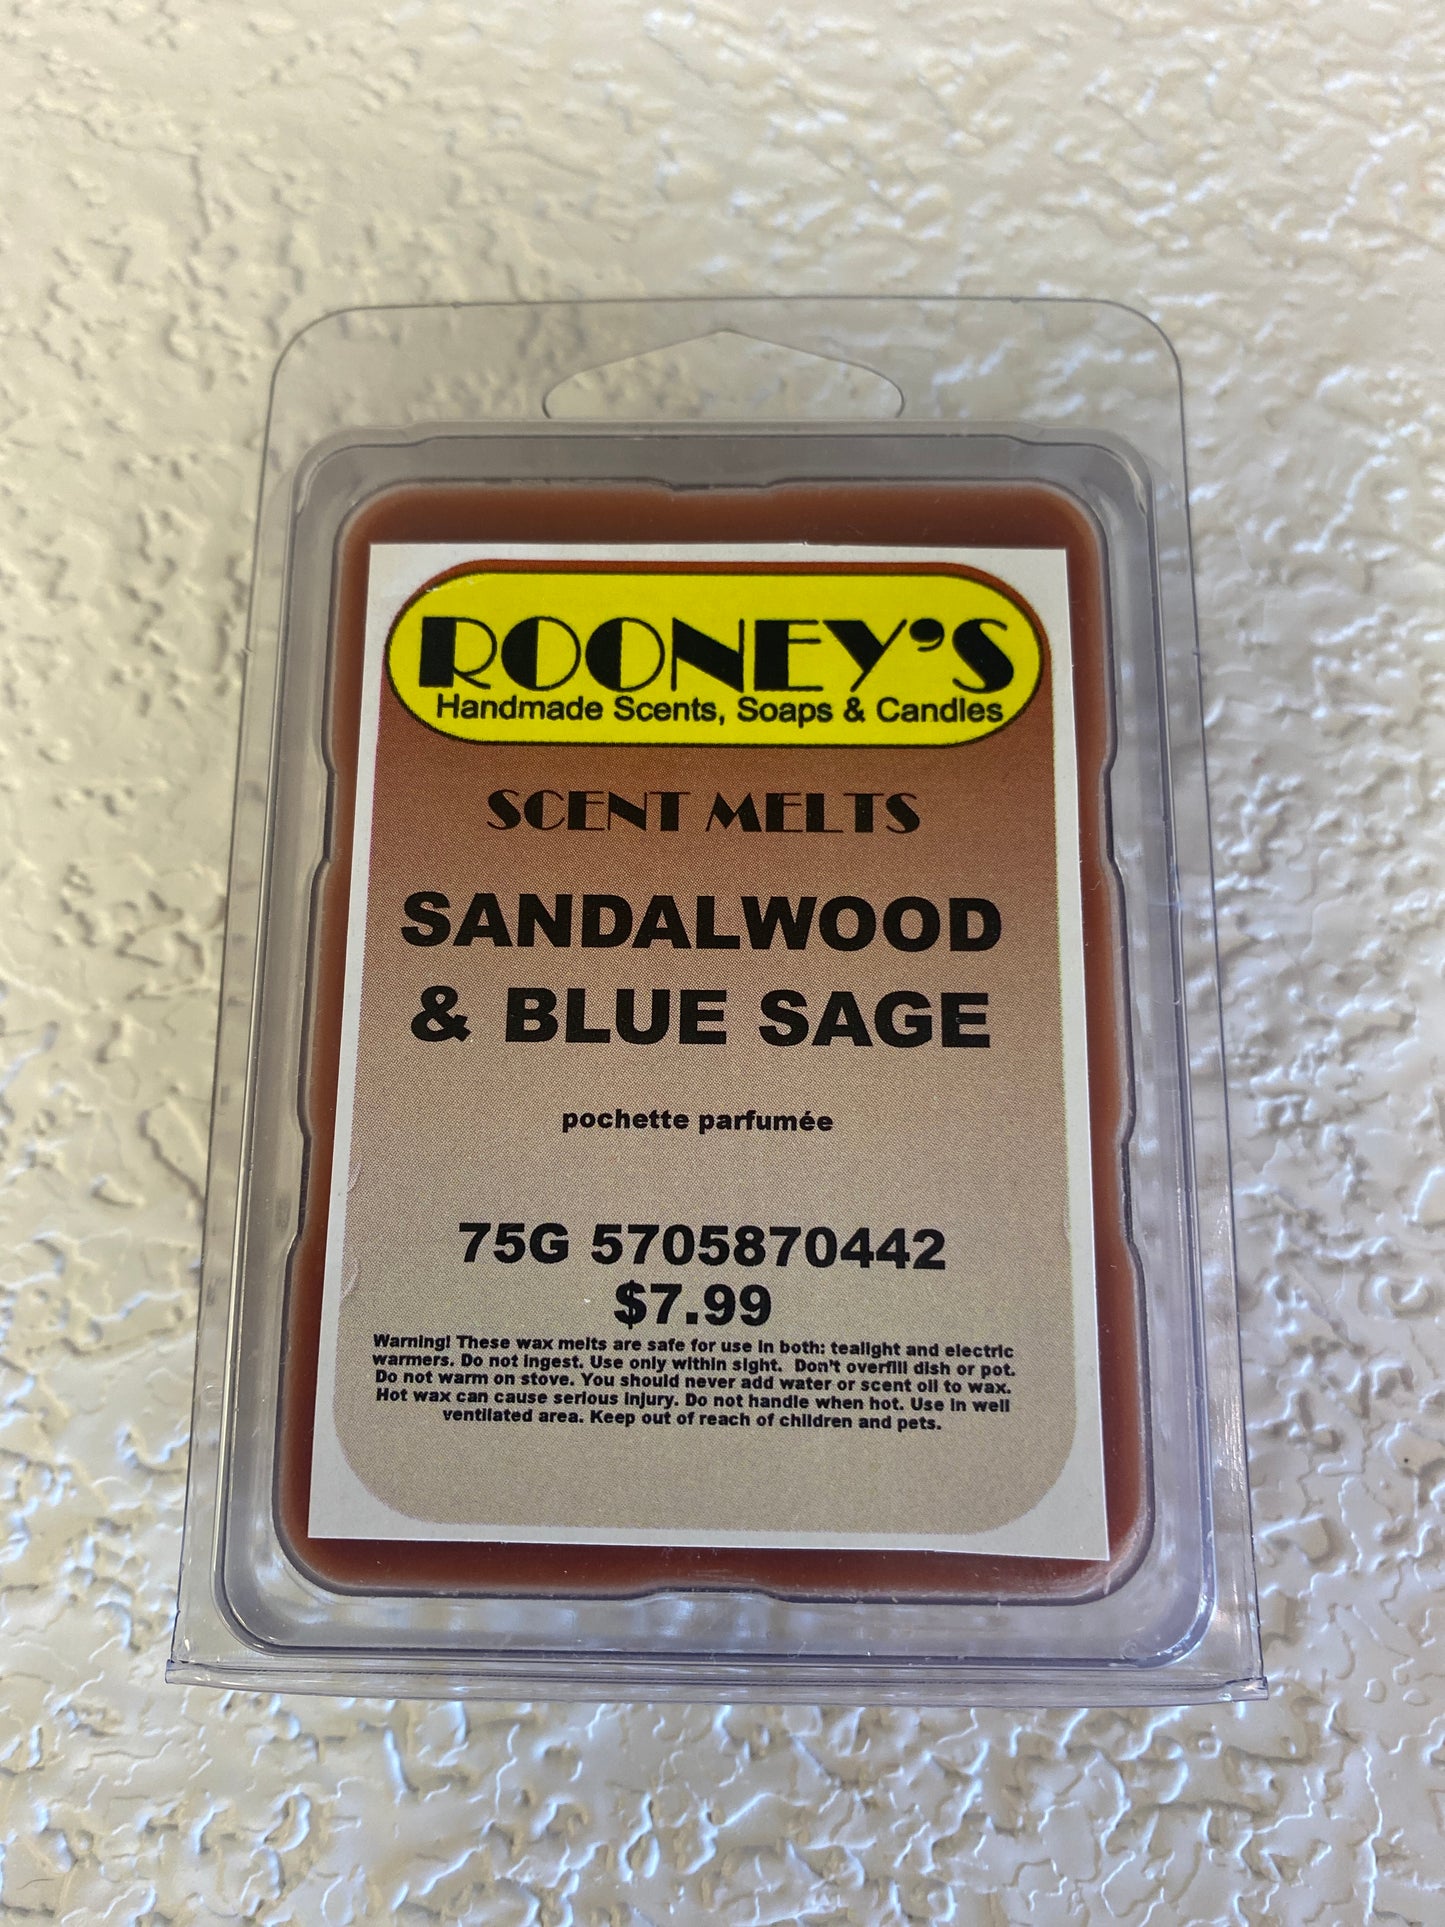 ROONEY'S
Handmade Scents, Soaps & Candles
SCENT MELTS
SANDALWOOD
& BLUE SAGE
pochette parfumée
75G 5705870442
$7.99
Warning! These wax melts are safe for use in both: tealight and electric
warmers. Do not ingest. Use only within sight. Don't overfill dish or pot.
Do not warm on stove. You should never add water or scent oil to wax.
Hot wax can cause serious injury. Do not handle when hot. Use in well
ventilated area. Keep out of reach of children and pets.